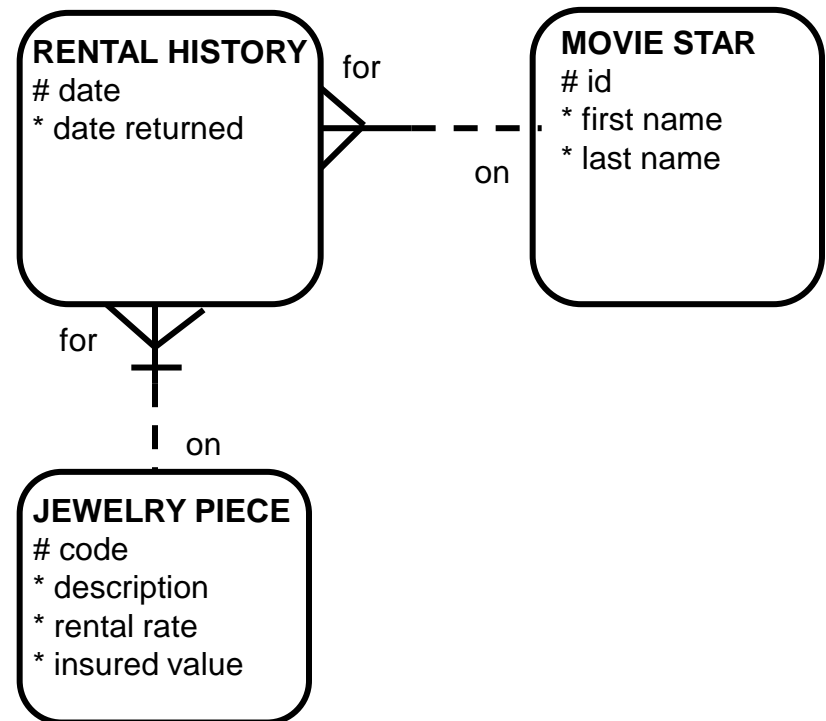 RENTAL HISTORY
# date
* date returned
for
on
MOVIE STAR
# id
* first name
* last name
for
on
JEWELRY PIECE
# code
* description
* rental rate
* insured value